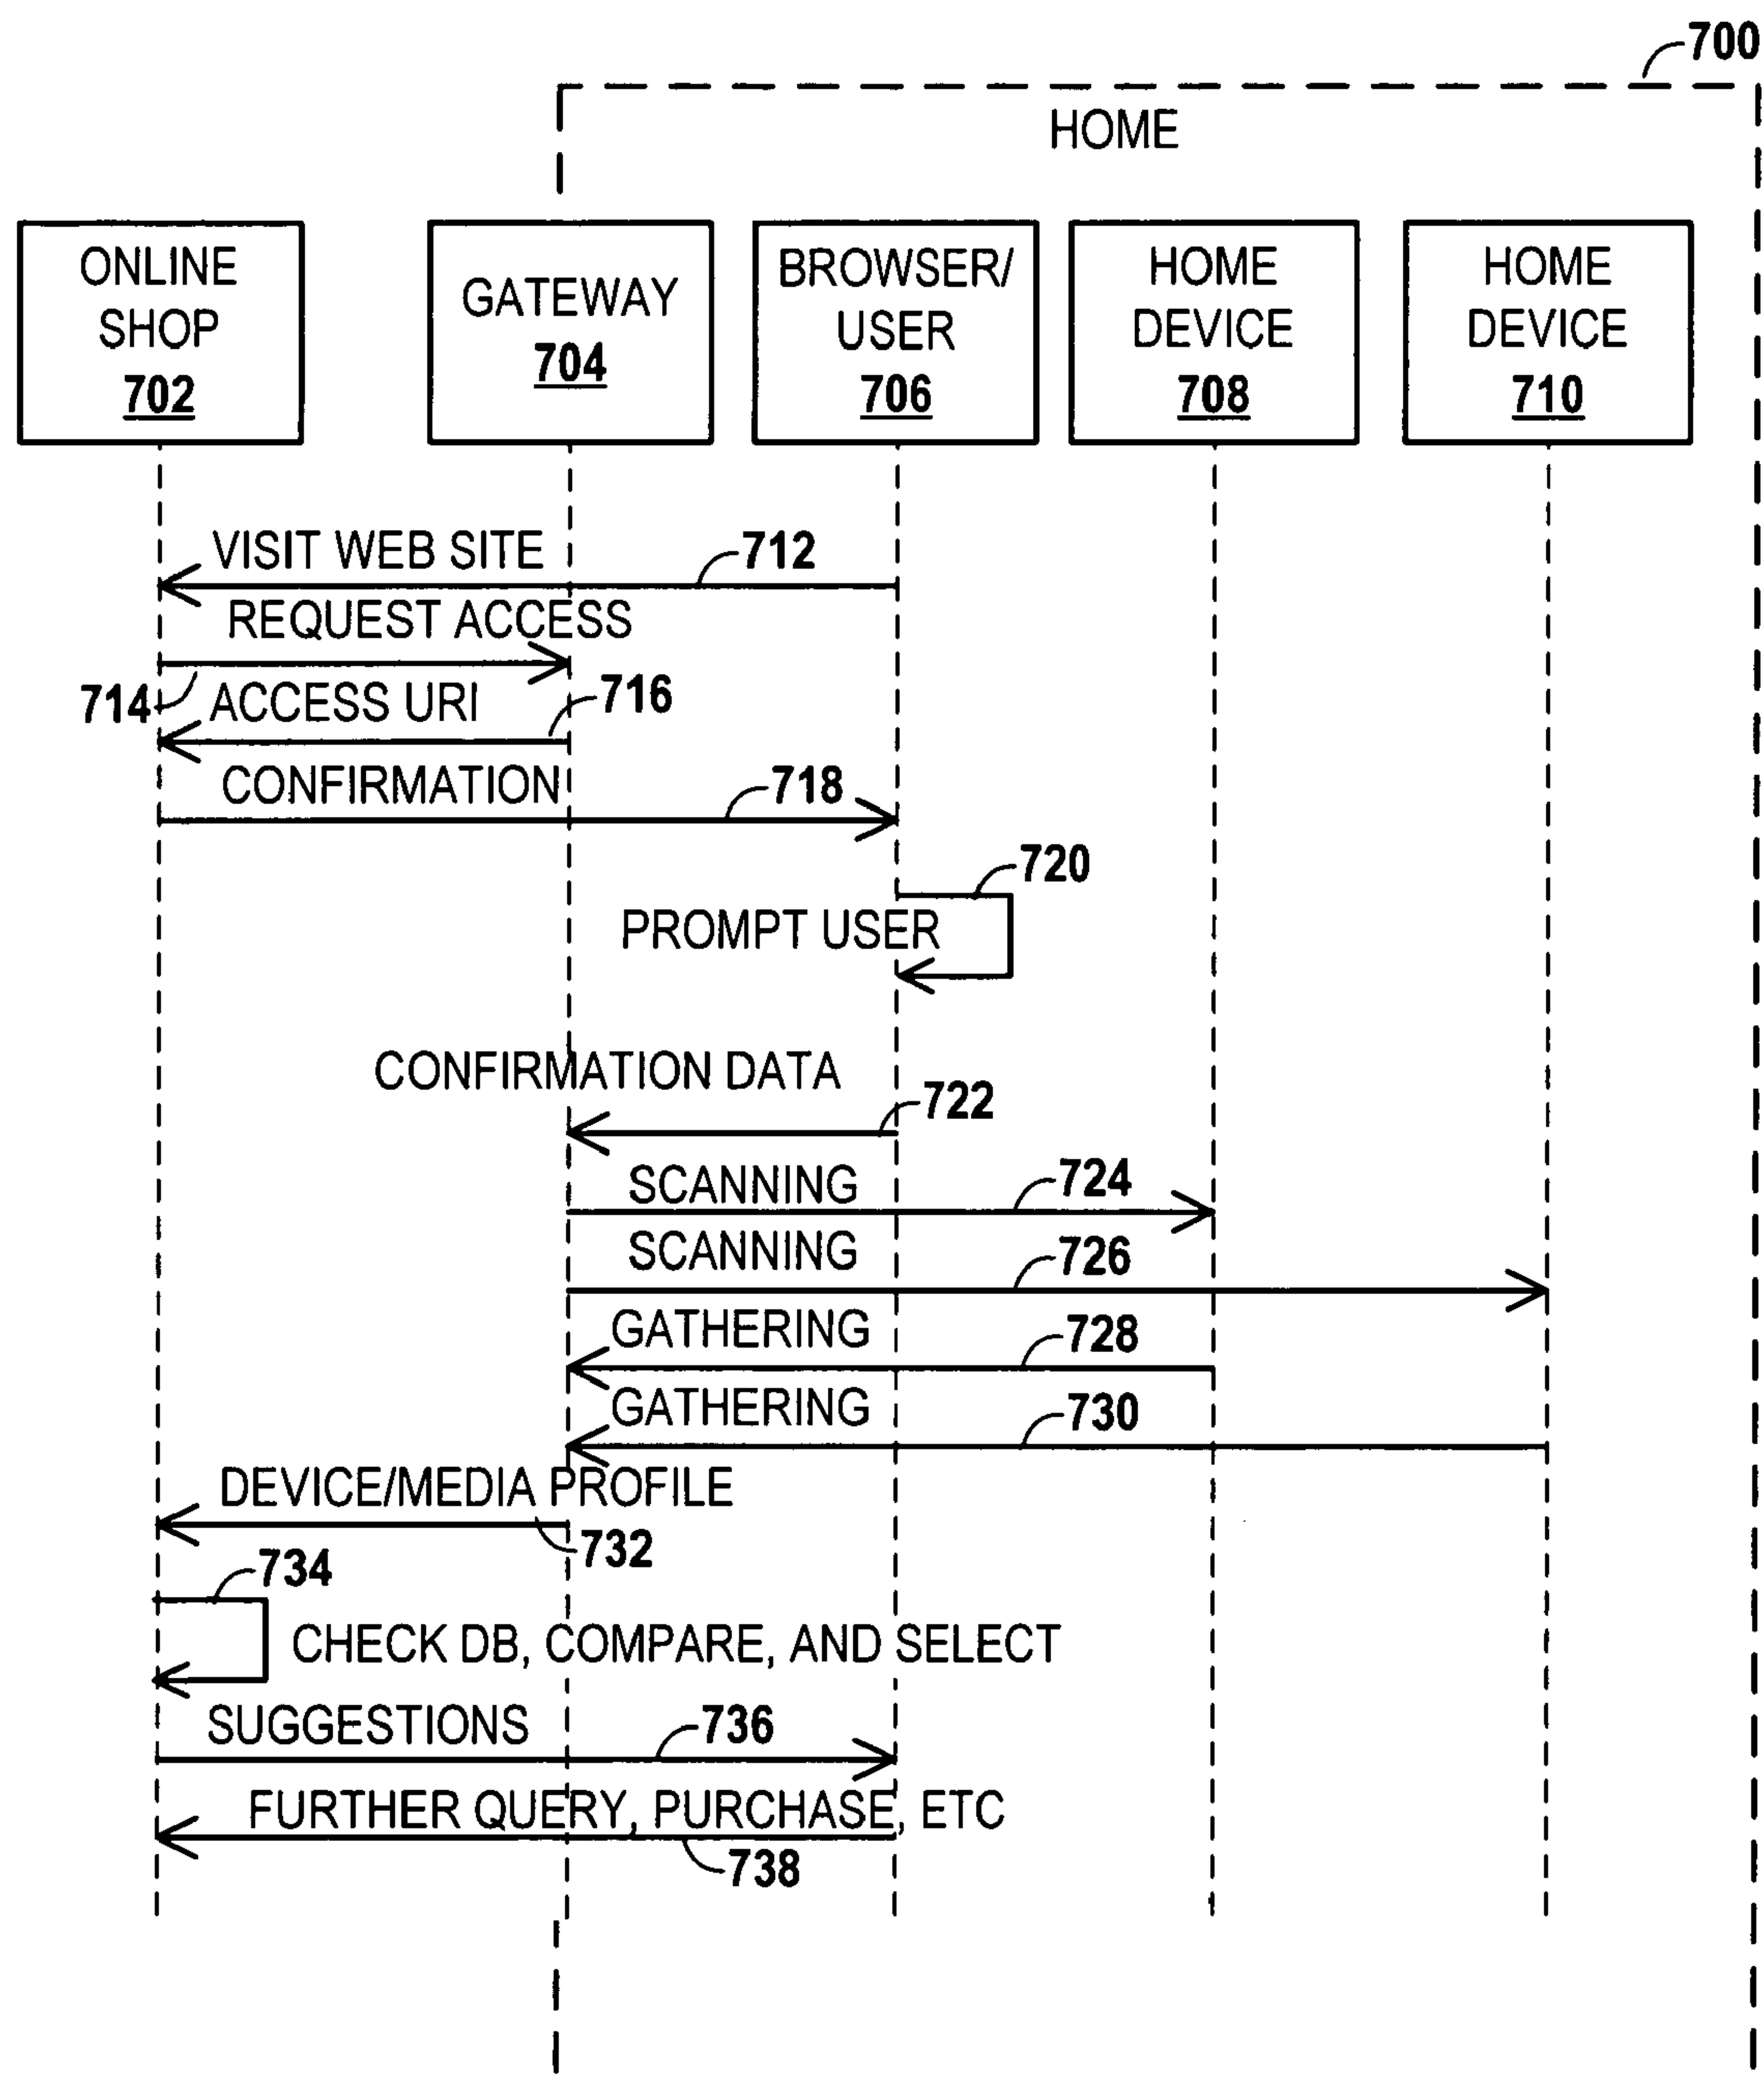 700
HOME
ONLINE
SHOP
702
GATEWAY
704
BROWSER/
USER
706
HOME
DEVICE
708
HOME
DEVICE
710
VISIT WEB SITE
712
REQUEST ACCESS
714
ACCESS URI
716
CONFIRMATION
718
720
PROMPT USER
CONFIRMATION DATA
722
SCANNING
724
SCANNING
726
GATHERING
728
GATHERING
730
DEVICE/MEDIA PROFILE
732
734
CHECK DB, COMPARE, AND SELECT
SUGGESTIONS
736
FURTHER QUERY, PURCHASE, ETC
738